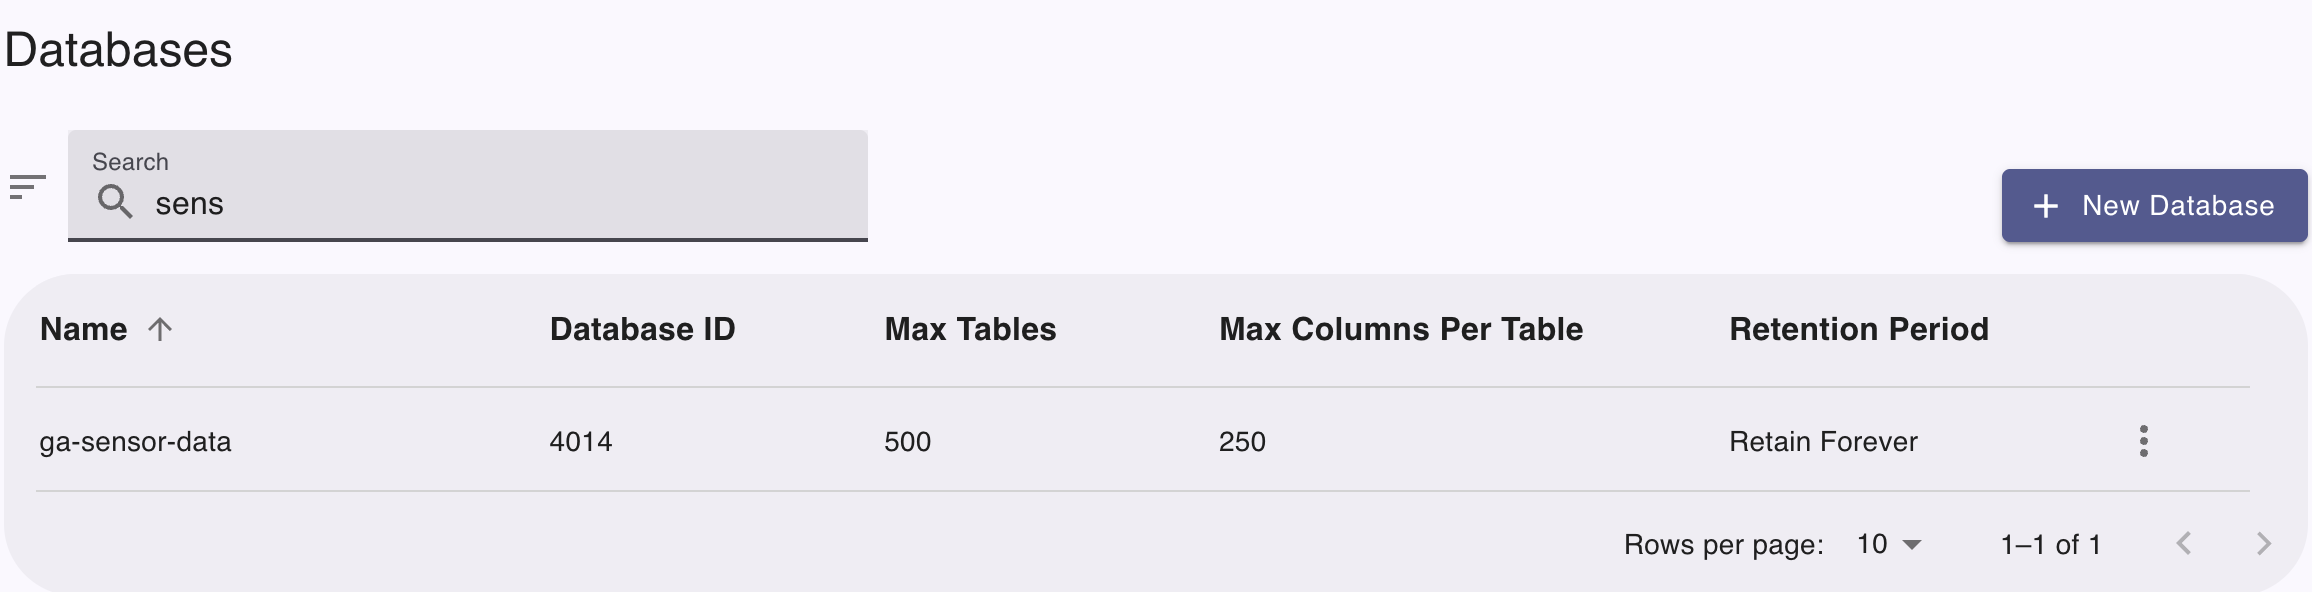 Databases
Search
sens
New Database
Name Database ID Max Tables Max Columns Per Table Retention Period
ga-sensor-data 4014 500 250 Retain Forever
Rows per page: 10 1–1 of 1